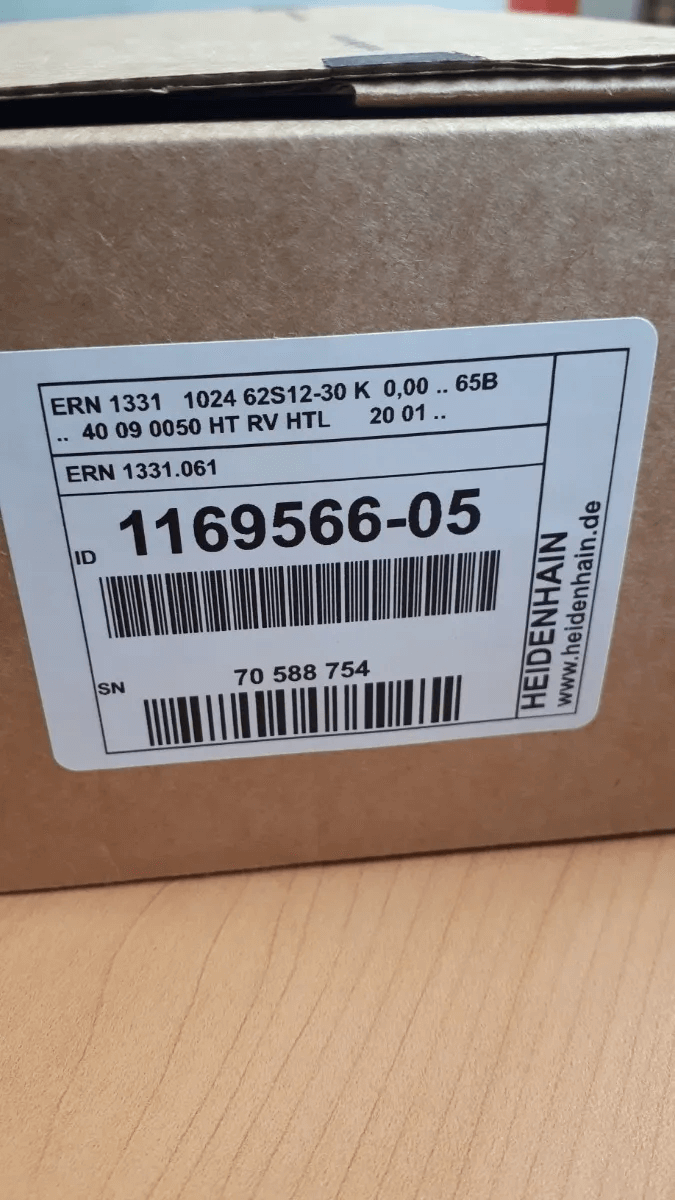 ERN 1331 1024 62S12-30 K 0,00 .. 65B
.. 40 09 0050 HT RV HTL 20 01 ..
ERN 1331.061
ID 1169566-05
SN 70 588 754
HEIDENHAIN
www.heidenhain.de